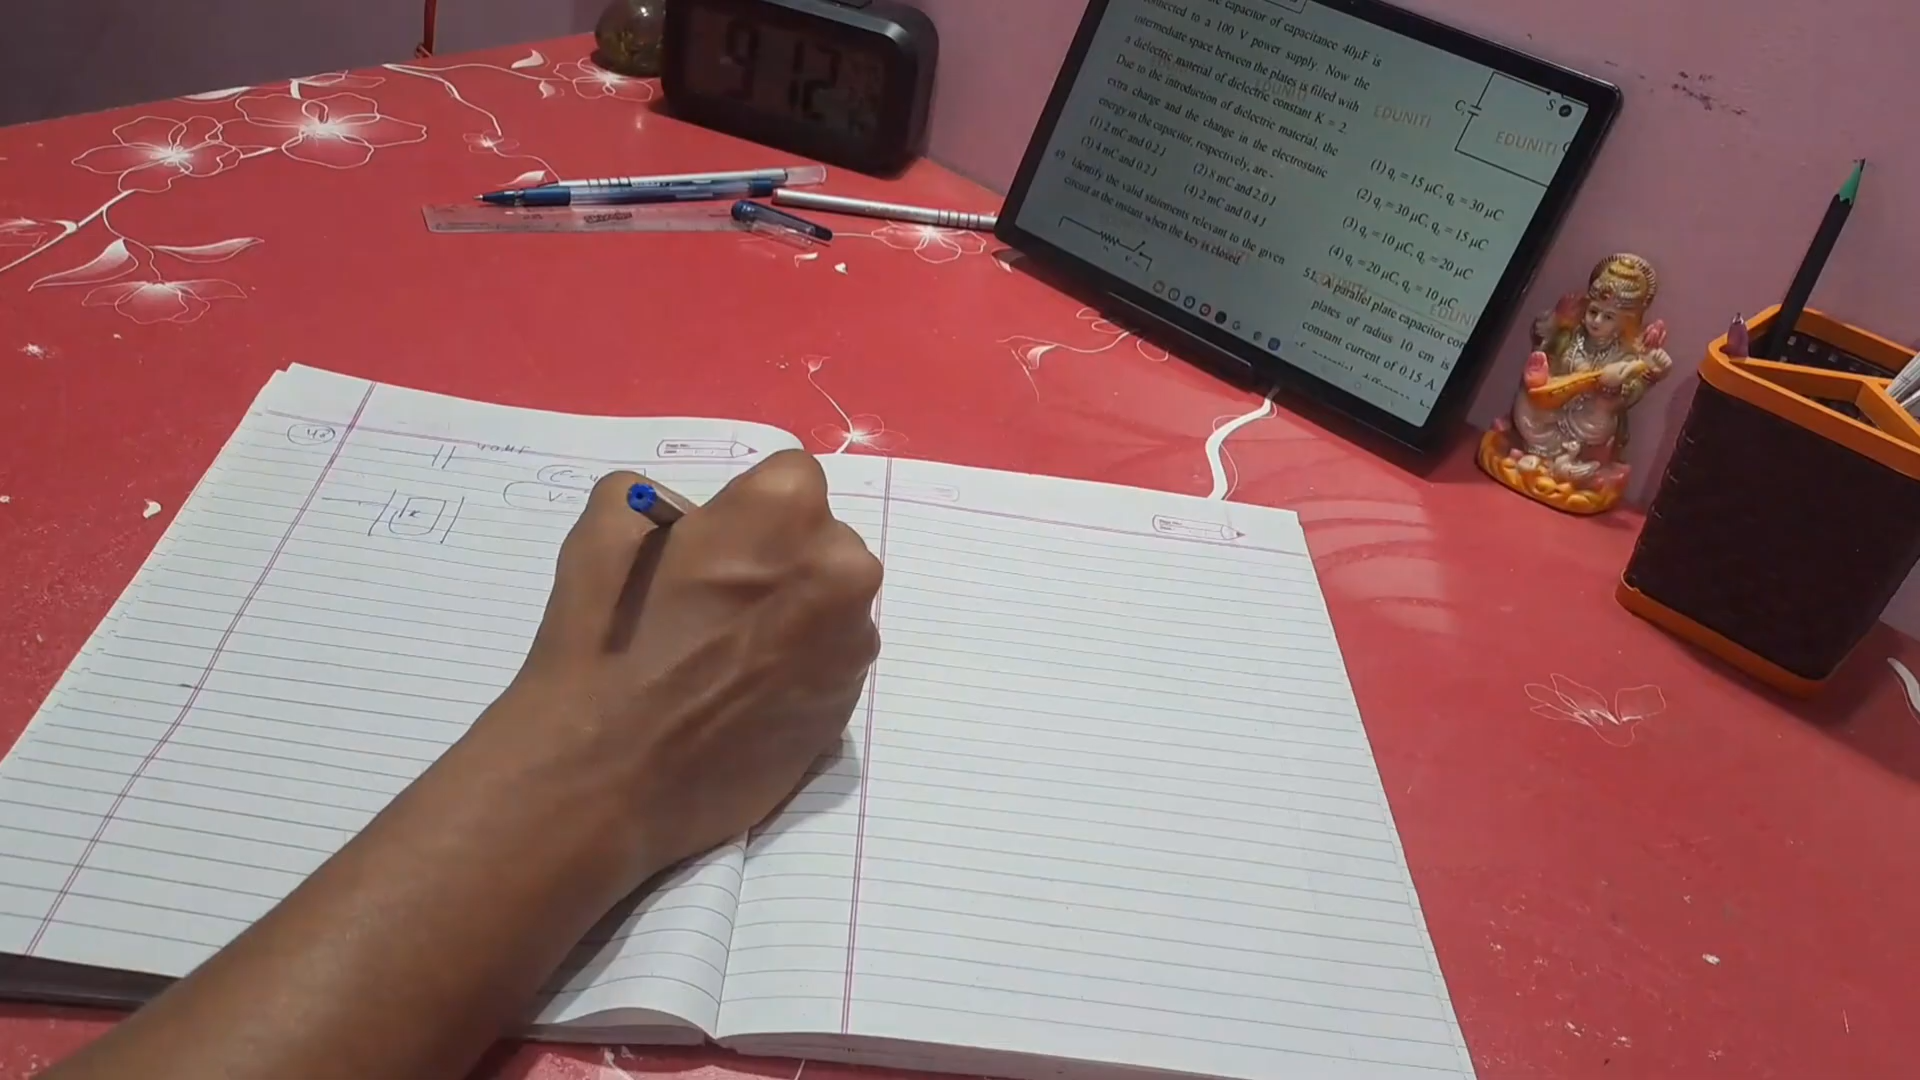 9:12
capacitor of capacitance 40μF is
connected to a 100 V power supply. Now the
intermediate space between the plates is filled with
a dielectric material of dielectric constant K = 2.
Due to the introduction of dielectric material, the
extra charge and the change in the electrostatic
energy in the capacitor, respectively, are -
(1) 2 mC and 0.2 J
(2) 8 mC and 2.0 J
(3) 4 mC and 0.2 J
(4) 2 mC and 0.4 J
49. Identify the valid statements relevant to the given
circuit at the instant when the key is closed.
C₁
S
EDUNITI
EDUNITI
(1) q₁ = 15 μC, q₂ = 30 μC
(2) q₁ = 30 μC, q₂ = 15 μC
(3) q₁ = 10 μC, q₂ = 20 μC
(4) q₁ = 20 μC, q₂ = 10 μC
EDUNI
51. A parallel plate capacitor con
plates of radius 10 cm is
constant current of 0.15 A.
48
40μF
K
V =